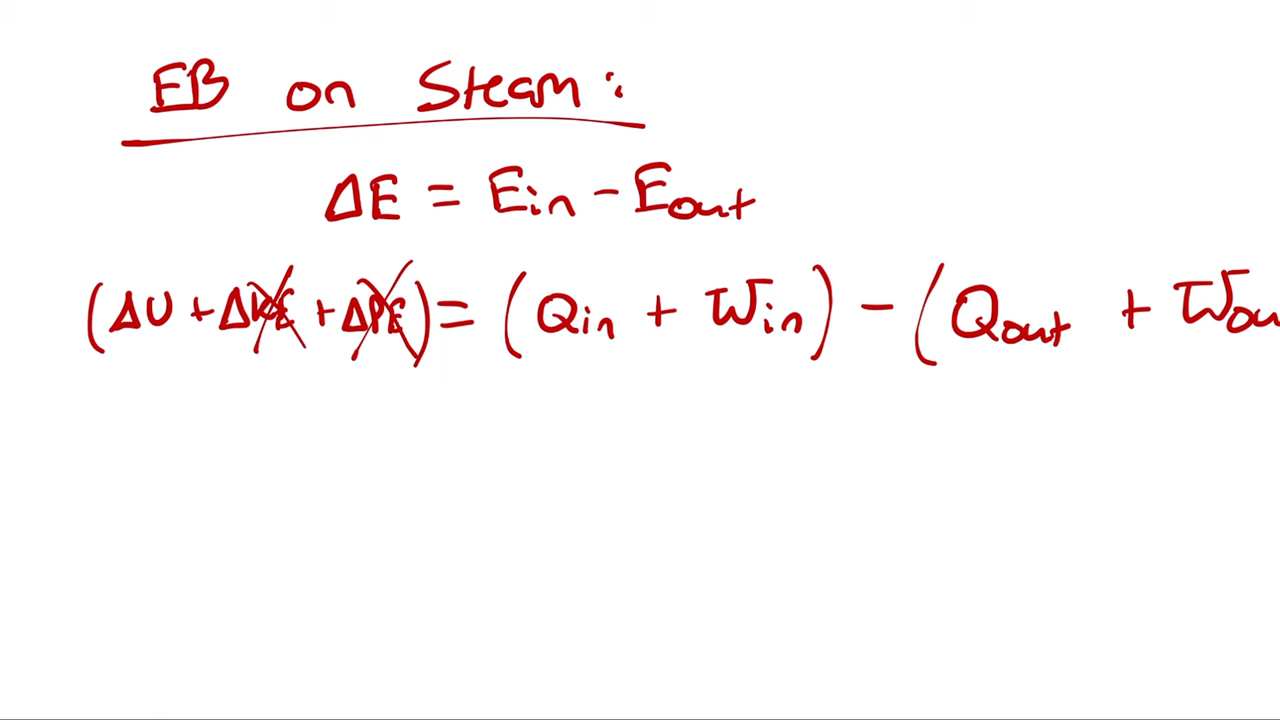 EB on Steam:
ΔE = Ein - Eout
(ΔU + ΔKE + ΔPE) = (Qin + Win) - (Qout + Wou